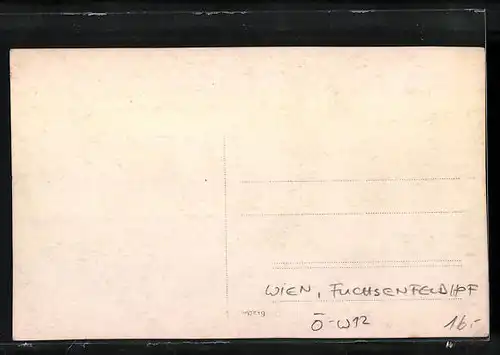 WIEN, FUCHSENFELDHOF
Ö-W12
16.-